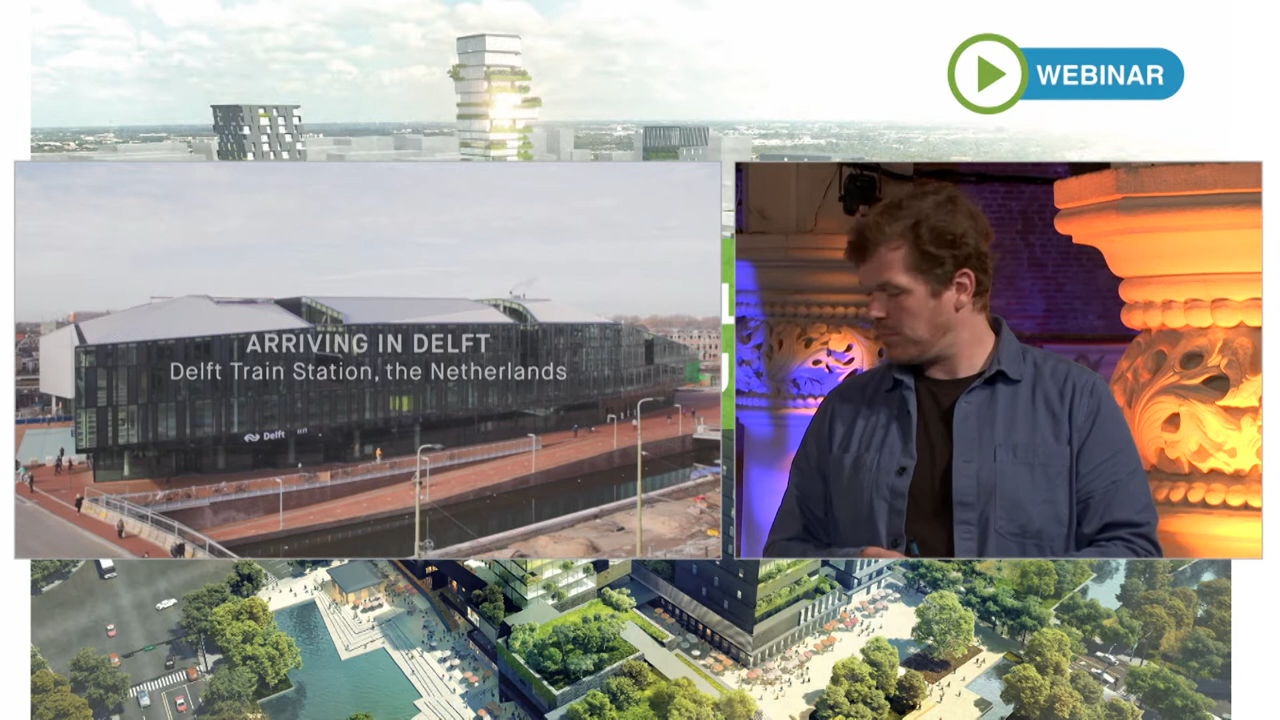 WEBINAR
ARRIVING IN DELFT
Delft Train Station, the Netherlands
Delft